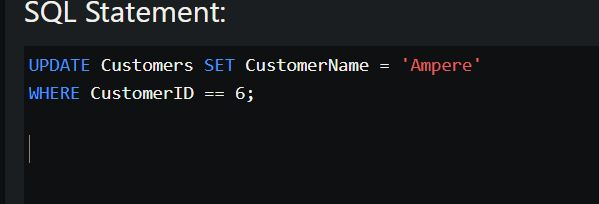 SQL Statement:
UPDATE Customers SET CustomerName = 'Ampere'
WHERE CustomerID == 6;